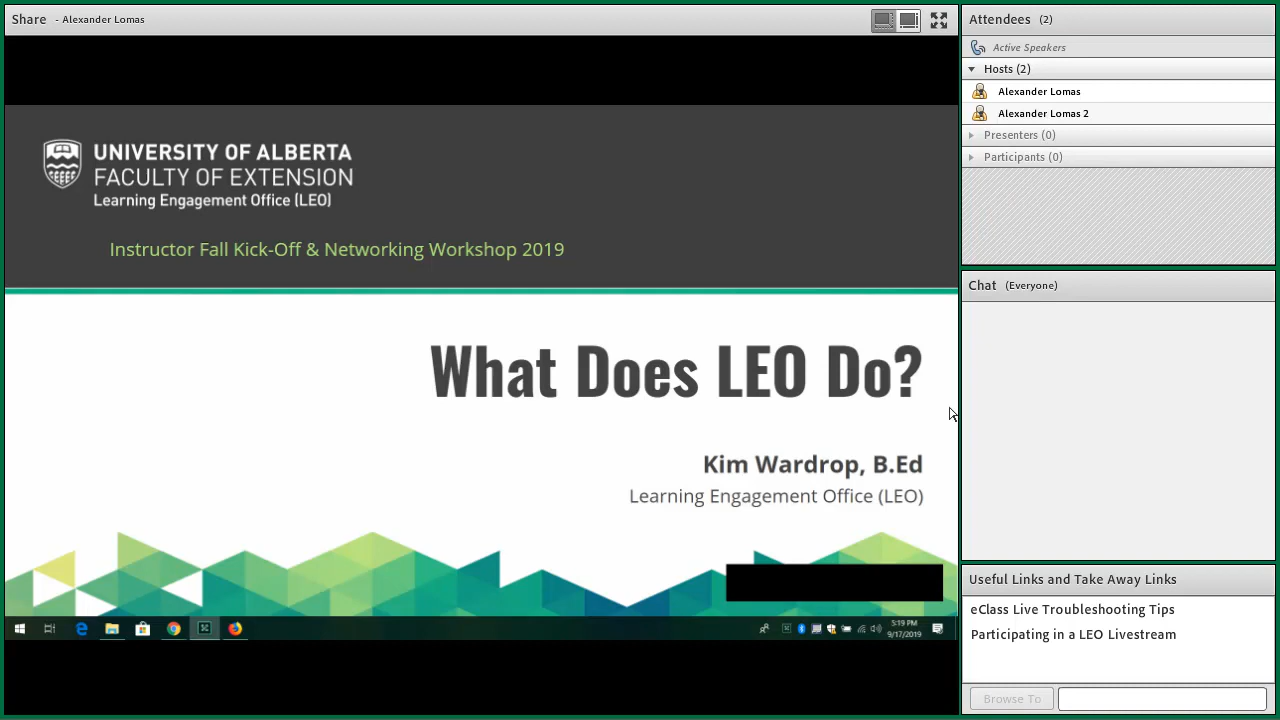 Share - Alexander Lomas
UNIVERSITY OF ALBERTA
FACULTY OF EXTENSION
Learning Engagement Office (LEO)
Instructor Fall Kick-Off & Networking Workshop 2019
What Does LEO Do?
Kim Wardrop, B.Ed
Learning Engagement Office (LEO)
5:19 PM
9/17/2019
Attendees (2)
Active Speakers
Hosts (2)
Alexander Lomas
Alexander Lomas 2
Presenters (0)
Participants (0)
Chat (Everyone)
Useful Links and Take Away Links
eClass Live Troubleshooting Tips
Participating in a LEO Livestream
Browse To